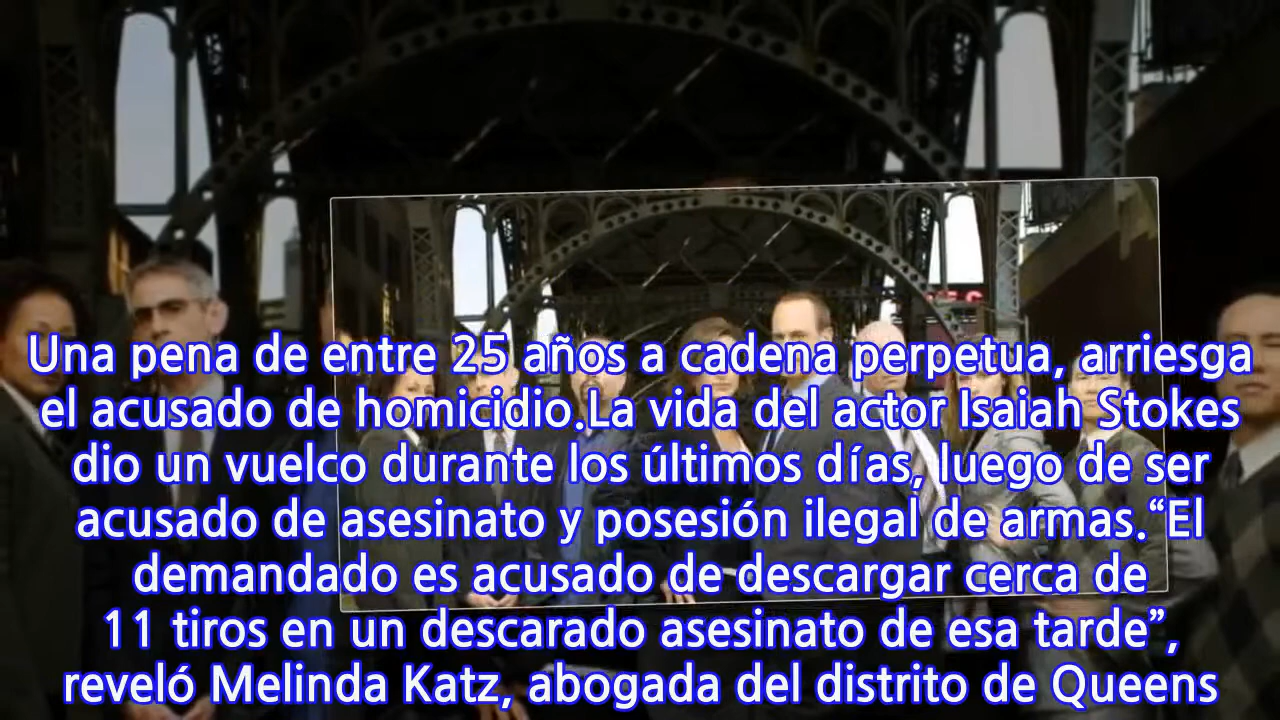 Una pena de entre 25 años a cadena perpetua, arriesga
el acusado de homicidio.La vida del actor Isaiah Stokes
dio un vuelco durante los últimos días, luego de ser
acusado de asesinato y posesión ilegal de armas.“El
demandado es acusado de descargar cerca de
11 tiros en un descarado asesinato de esa tarde”,
reveló Melinda Katz, abogada del distrito de Queens